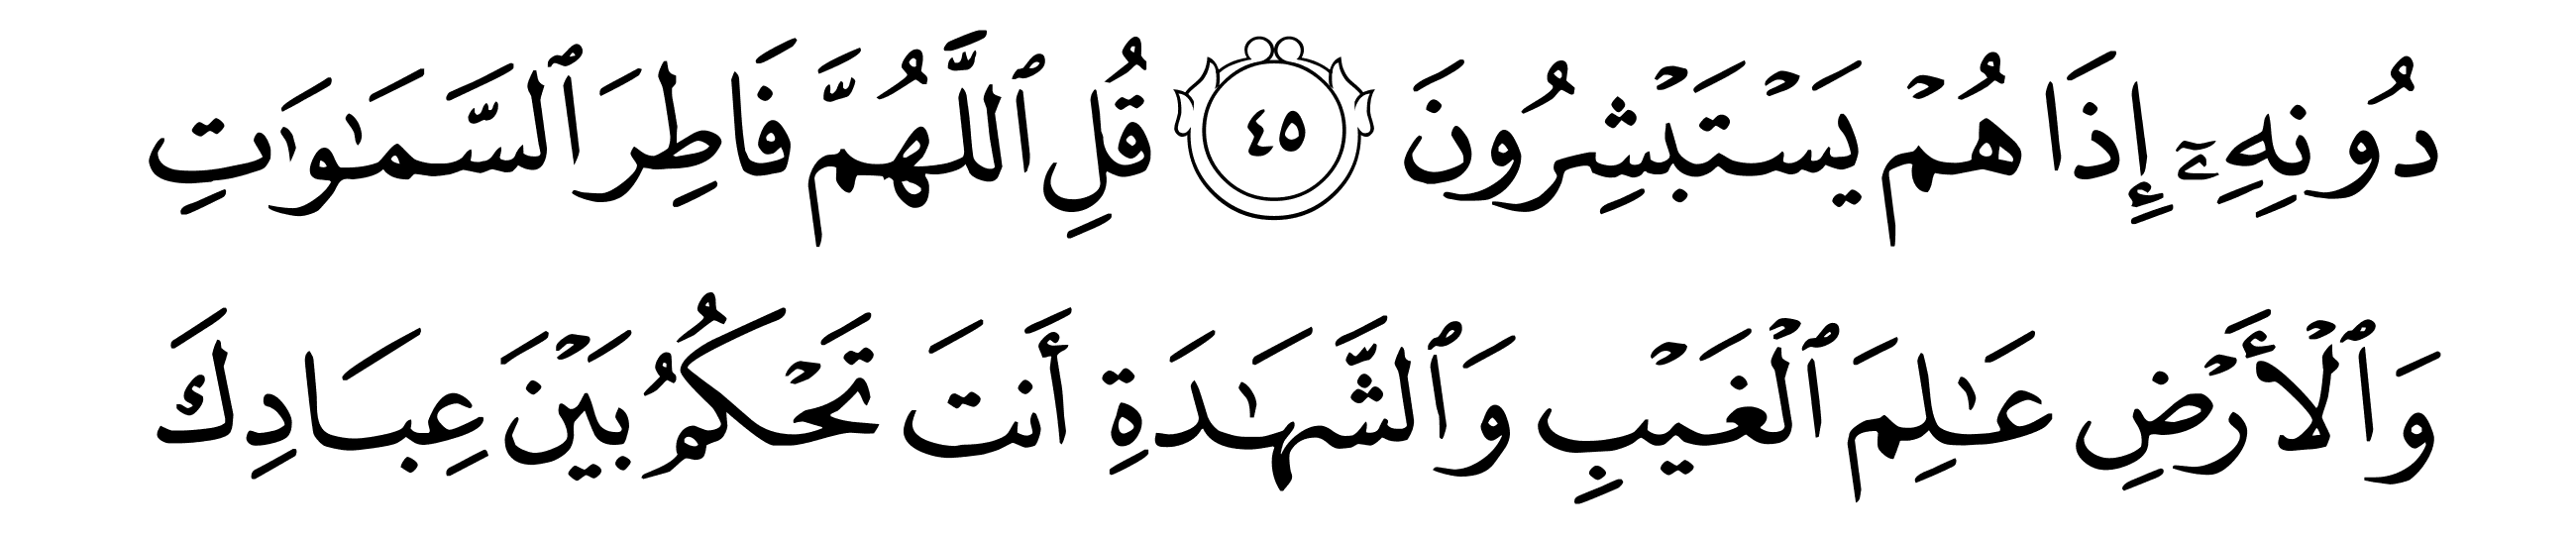 دُونِهِۦٓ إِذَا هُمۡ يَسۡتَبۡشِرُونَ ٤٥ قُلِ ٱللَّهُمَّ فَاطِرَ ٱلسَّمَٰوَٰتِ
وَٱلۡأَرۡضِ عَٰلِمَ ٱلۡغَيۡبِ وَٱلشَّهَٰدَةِ أَنتَ تَحۡكُمُ بَيۡنَ عِبَادِكَ